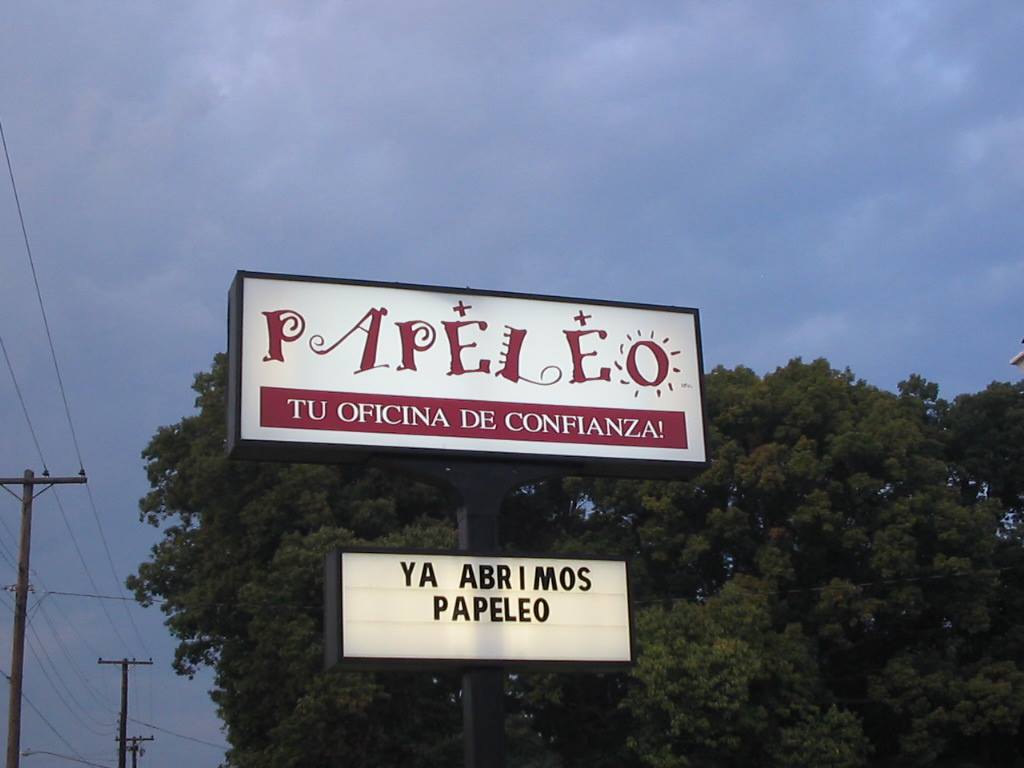 PAPELEO
TU OFICINA DE CONFIANZA!
YA ABRIMOS
PAPELEO